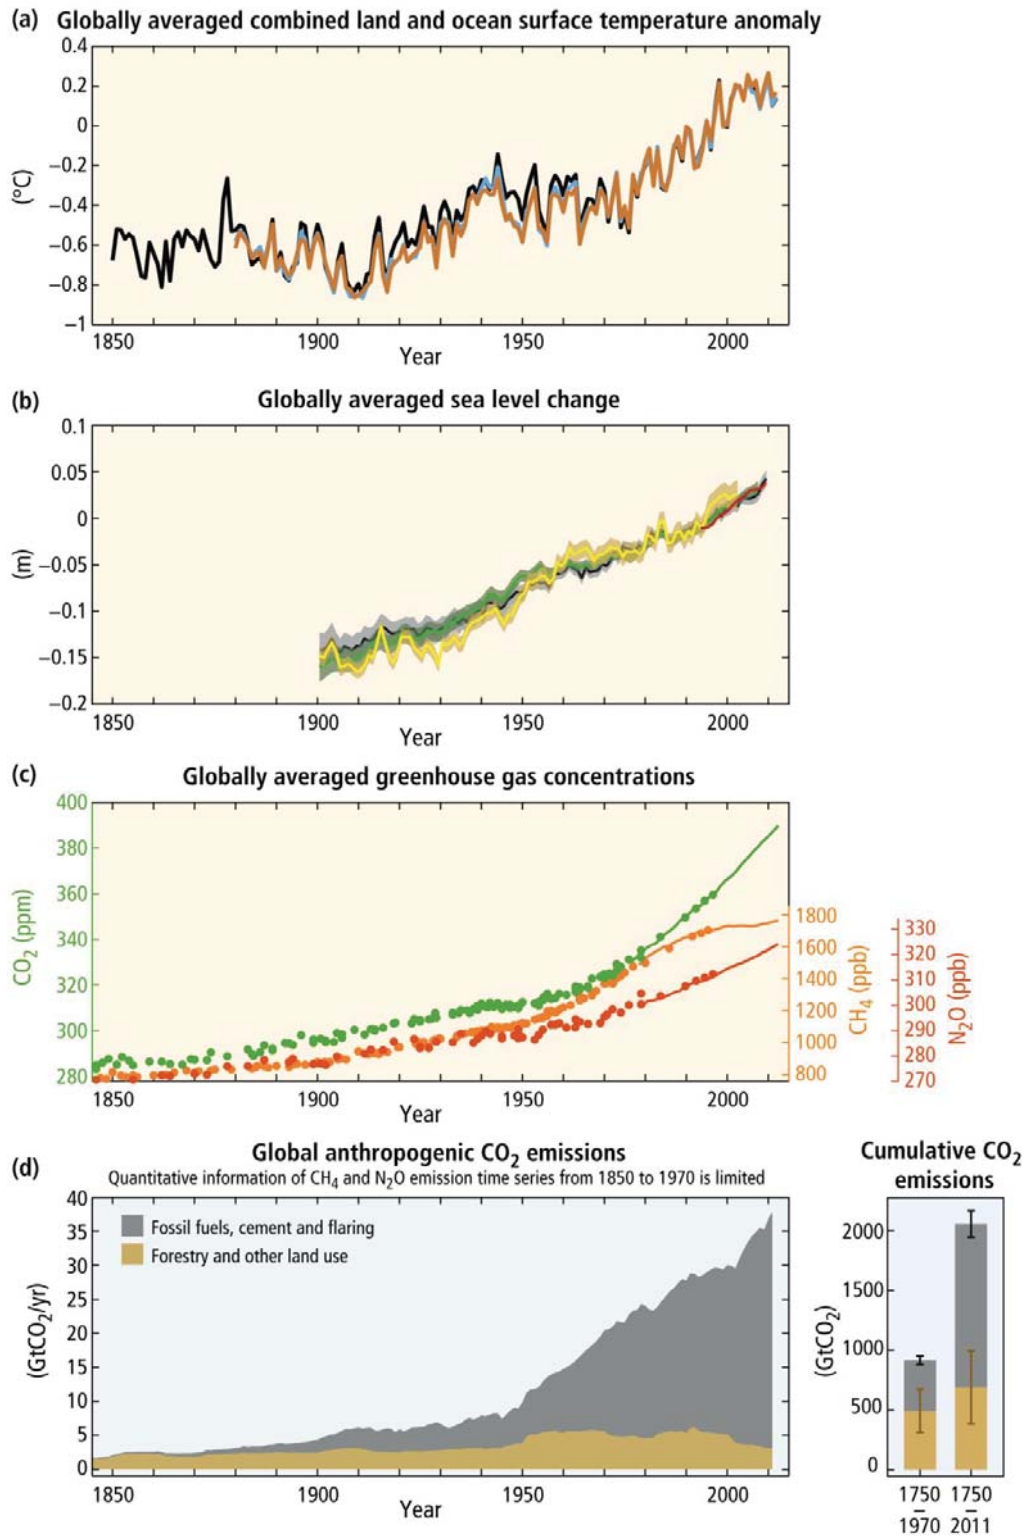 (a) Globally averaged combined land and ocean surface temperature anomaly
0.4
0.2
0
−0.2
−0.4
−0.6
−0.8
−1
(°C)
1850 1900 1950 2000
Year
(b) Globally averaged sea level change
0.1
0.05
0
−0.05
−0.1
−0.15
−0.2
(m)
1850 1900 1950 2000
Year
(c) Globally averaged greenhouse gas concentrations
400
380
360
340
320
300
280
CO₂ (ppm)
1800
1600
1400
1200
1000
800
CH₄ (ppb)
330
320
310
300
290
280
270
N₂O (ppb)
1850 1900 1950 2000
Year
(d) Global anthropogenic CO₂ emissions
Quantitative information of CH₄ and N₂O emission time series from 1850 to 1970 is limited
40
35
30
25
20
15
10
5
0
(GtCO₂/yr)
Fossil fuels, cement and flaring
Forestry and other land use
1850 1900 1950 2000
Year
Cumulative CO₂
emissions
2000
1500
1000
500
0
(GtCO₂)
1750 1750
– –
1970 2011